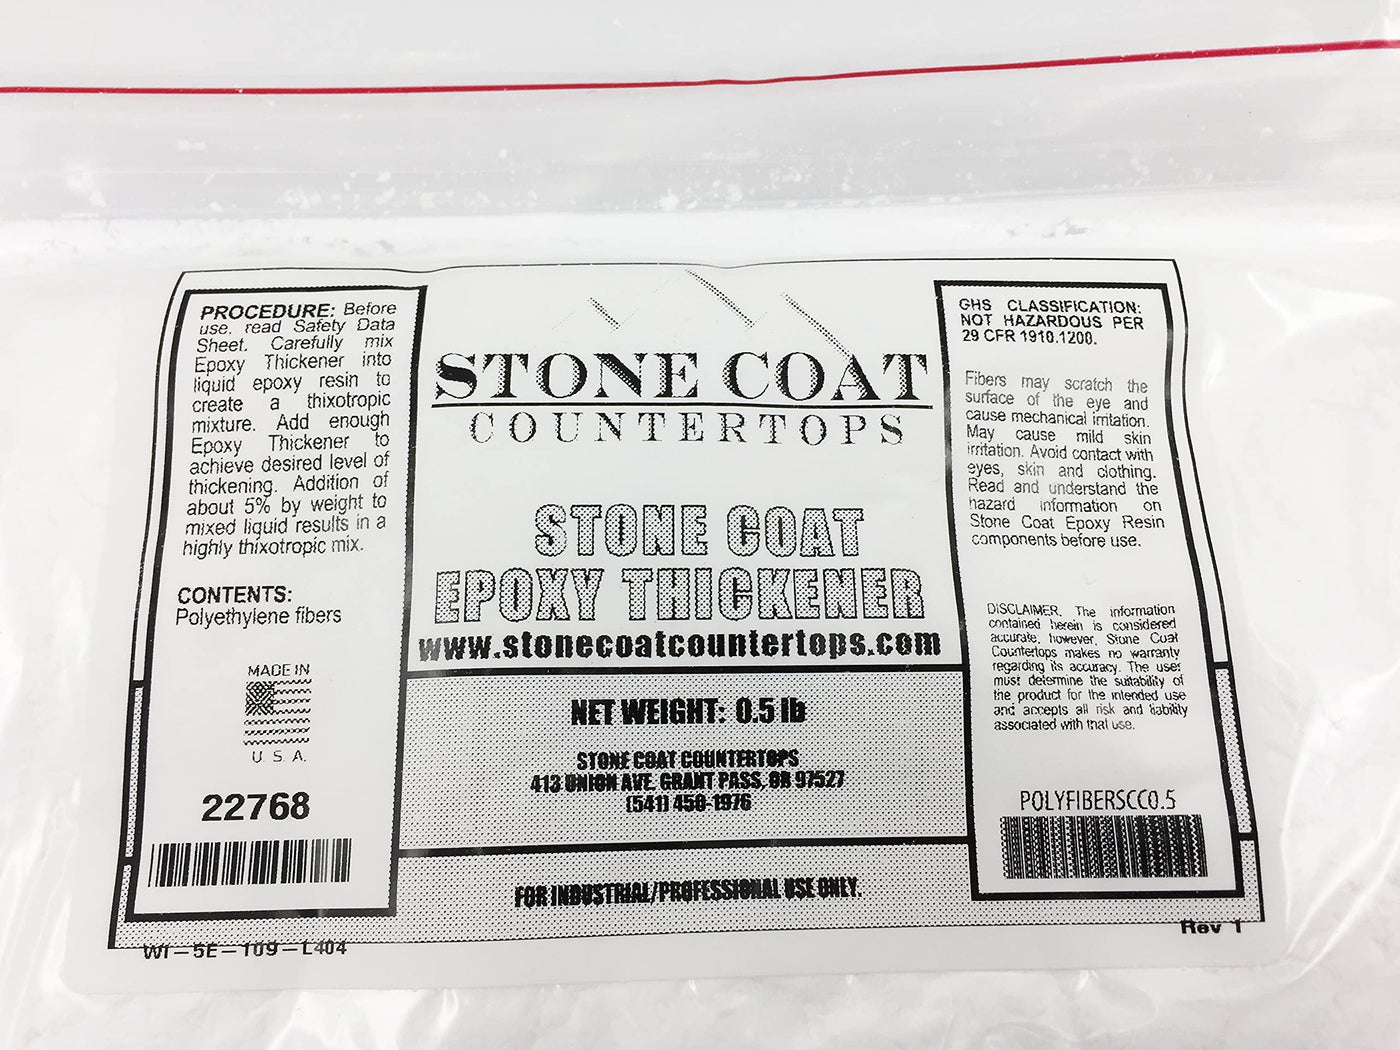 PROCEDURE: Before
use, read Safety Data
Sheet. Carefully mix
Epoxy Thickener into
liquid epoxy resin to
create a thixotropic
mixture. Add enough
Epoxy Thickener to
achieve desired level of
thickening. Addition of
about 5% by weight to
mixed liquid results in a
highly thixotropic mix.
CONTENTS:
Polyethylene fibers
MADE IN
U. S. A.
22768
WI-5E-109-L404
STONE COAT
COUNTERTOPS
STONE COAT
EPOXY THICKENER
www.stonecoatcountertops.com
NET WEIGHT: 0.5 lb
STONE COAT COUNTERTOPS
413 UNION AVE. GRANT PASS, OR 97527
(541) 450-1976
FOR INDUSTRIAL/PROFESSIONAL USE ONLY.
GHS CLASSIFICATION:
NOT HAZARDOUS PER
29 CFR 1910.1200.
Fibers may scratch the
surface of the eye and
cause mechanical irritation.
May cause mild skin
irritation. Avoid contact with
eyes, skin and clothing.
Read and understand the
hazard information on
Stone Coat Epoxy Resin
components before use.
DISCLAIMER. The information
contained herein is considered
accurate, however, Stone Coat
Countertops makes no warranty
regarding its accuracy. The user
must determine the suitability of
the product for the intended use
and accepts all risk and liability
associated with that use.
POLYFIBERSCC0.5
Rev 1